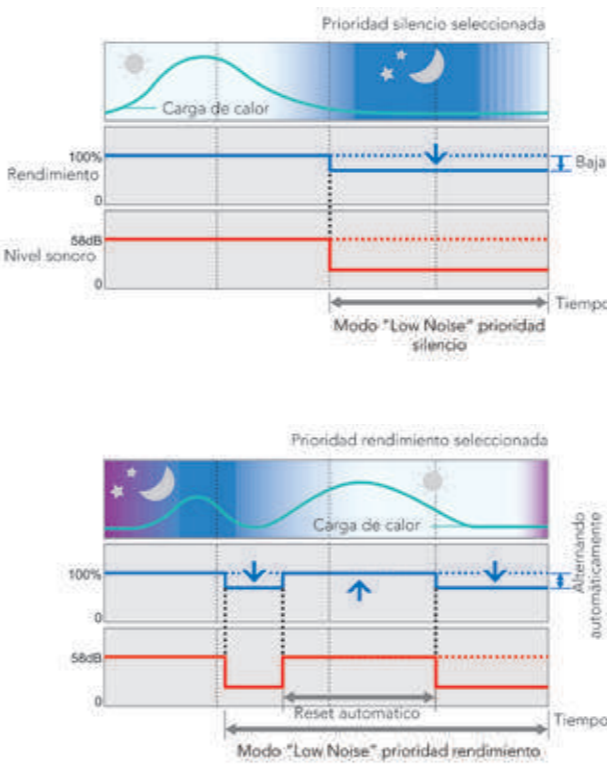 Prioridad silencio seleccionada
Carga de calor
100%
Rendimiento
0
Baja
58dB
Nivel sonoro
0
Tiempo
Modo "Low Noise" prioridad
silencio
Prioridad rendimiento seleccionada
Carga de calor
100%
0
Alternando
automáticamente
58dB
0
Reset automatico
Tiempo
Modo "Low Noise" prioridad rendimiento